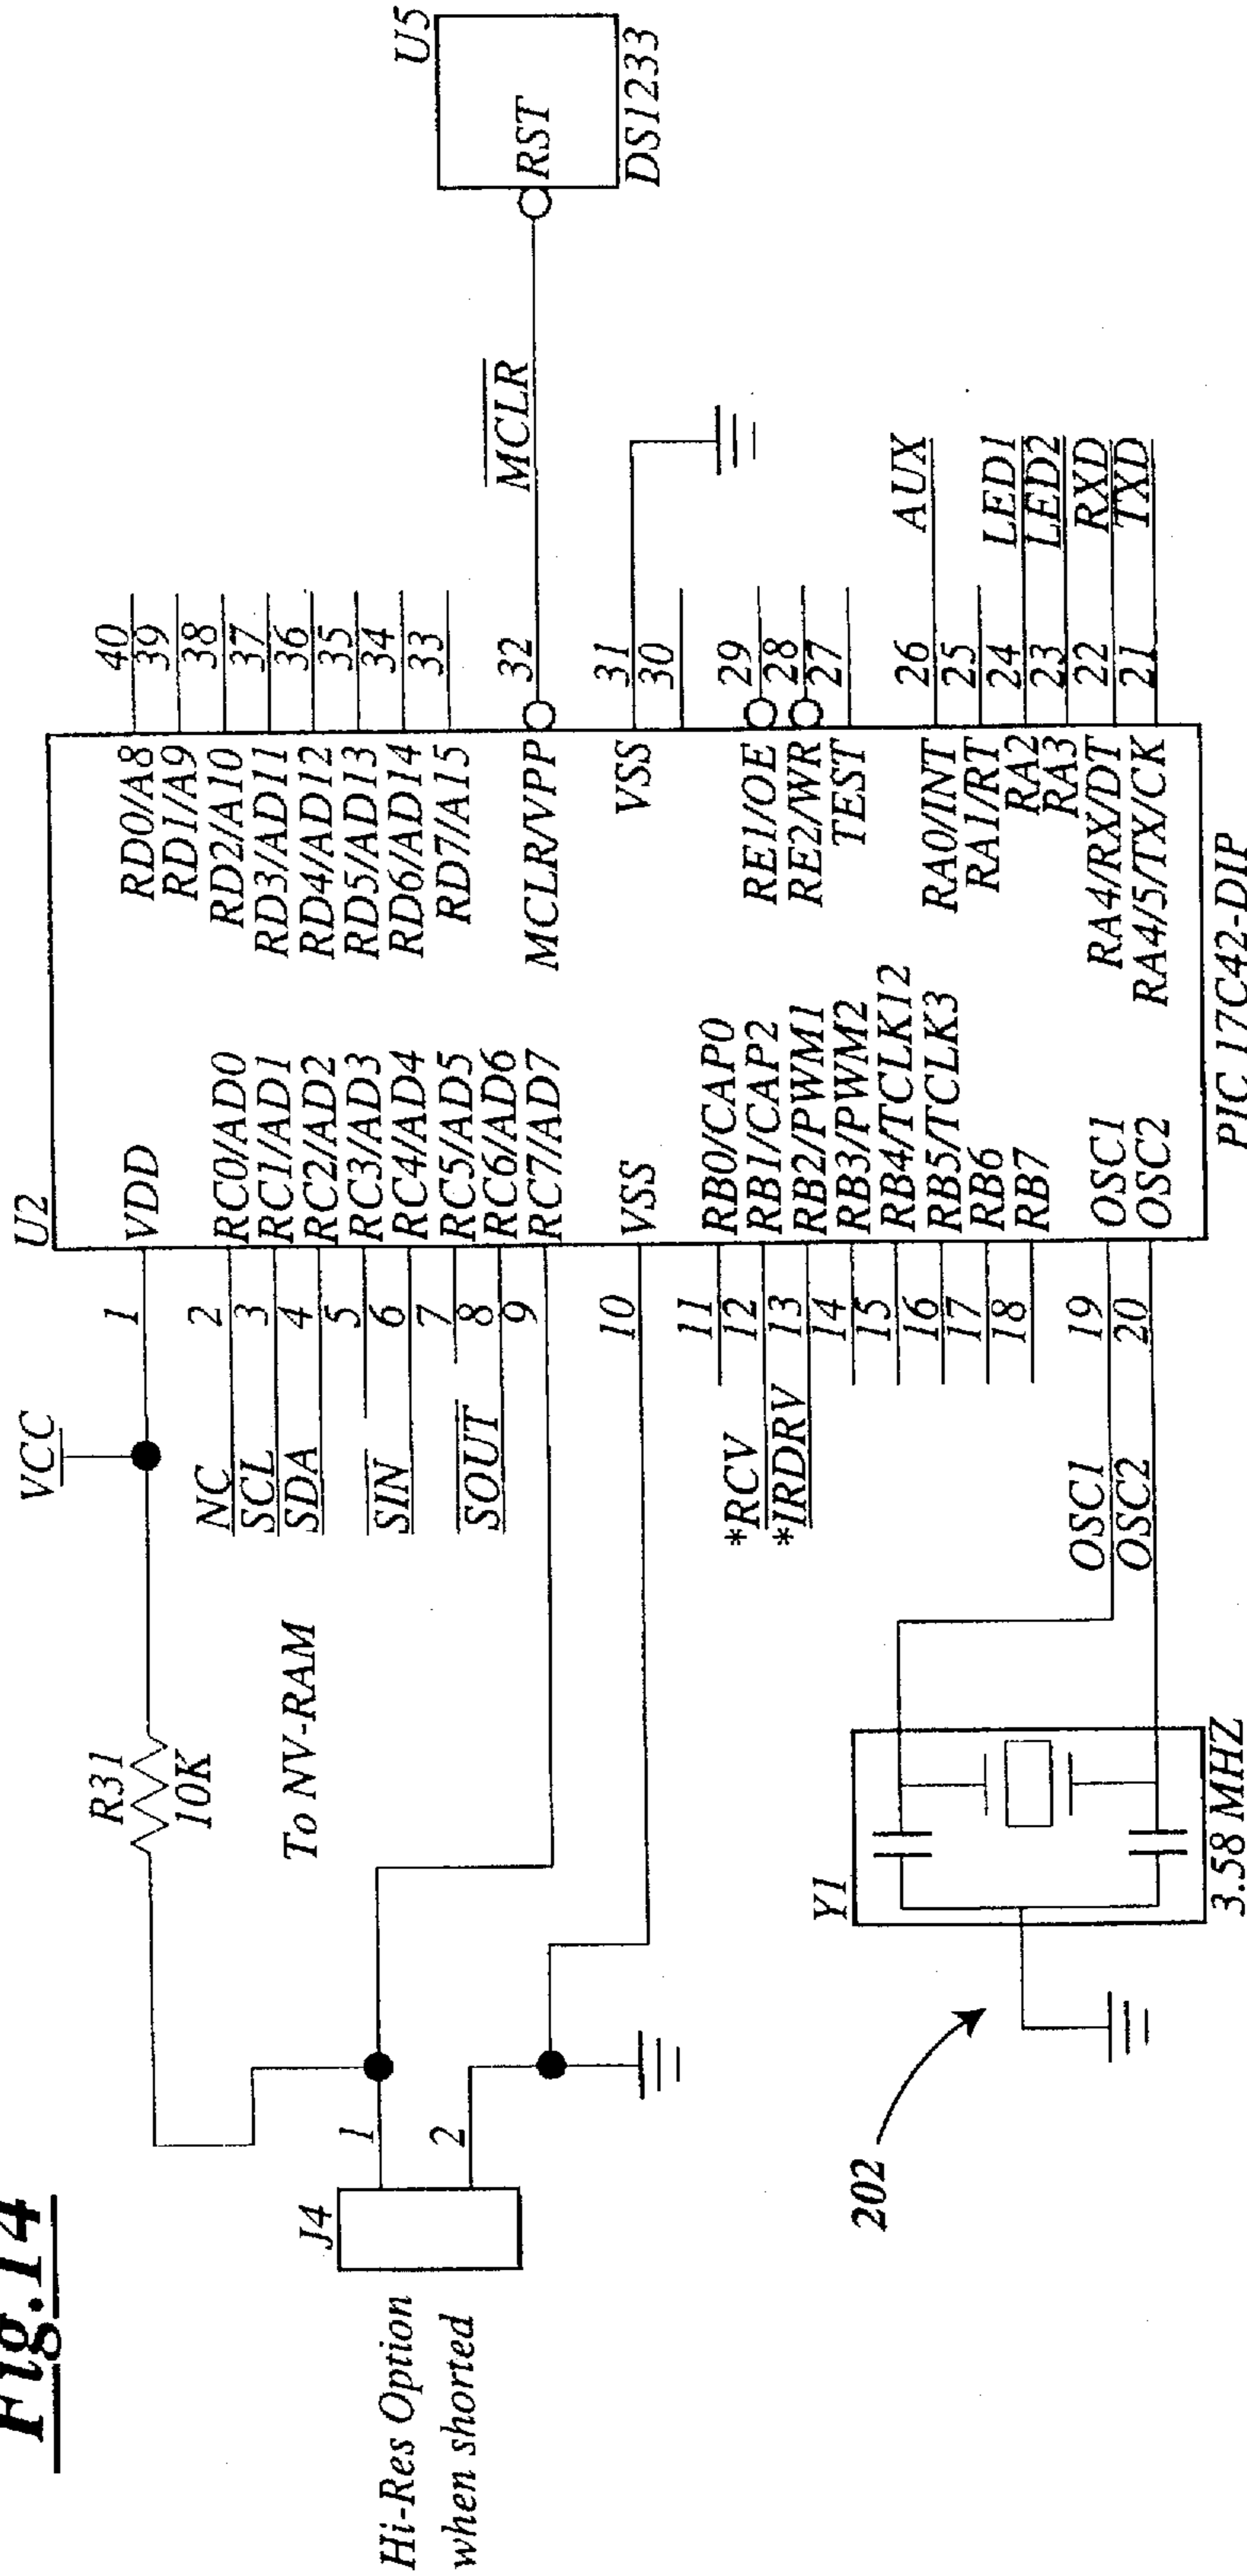 Fig.14
Hi-Res Option
when shorted
J4
1
2
R31
10K
To NV-RAM
VCC
NC
SCL
SDA
SIN
SOUT
*RCV
*IRDRV
OSC1
OSC2
202
Y1
3.58 MHZ
U2
1
2
3
4
5
6
7
8
9
10
11
12
13
14
15
16
17
18
19
20
VDD
RC0/AD0
RC1/AD1
RC2/AD2
RC3/AD3
RC4/AD4
RC5/AD5
RC6/AD6
RC7/AD7
VSS
RB0/CAP0
RB1/CAP2
RB2/PWM1
RB3/PWM2
RB4/TCLK12
RB5/TCLK3
RB6
RB7
OSC1
OSC2
RD0/A8
RD1/A9
RD2/A10
RD3/AD11
RD4/AD12
RD5/AD13
RD6/AD14
RD7/A15
MCLR/VPP
VSS
RE1/OE
RE2/WR
TEST
RA0/INT
RA1/RT
RA2
RA3
RA4/RX/DT
RA4/5/TX/CK
PIC 17C42-DIP
40
39
38
37
36
35
34
33
32
31
30
29
28
27
26
25
24
23
22
21
MCLR
AUX
LED1
LED2
RXD
TXD
U5
RST
DS1233